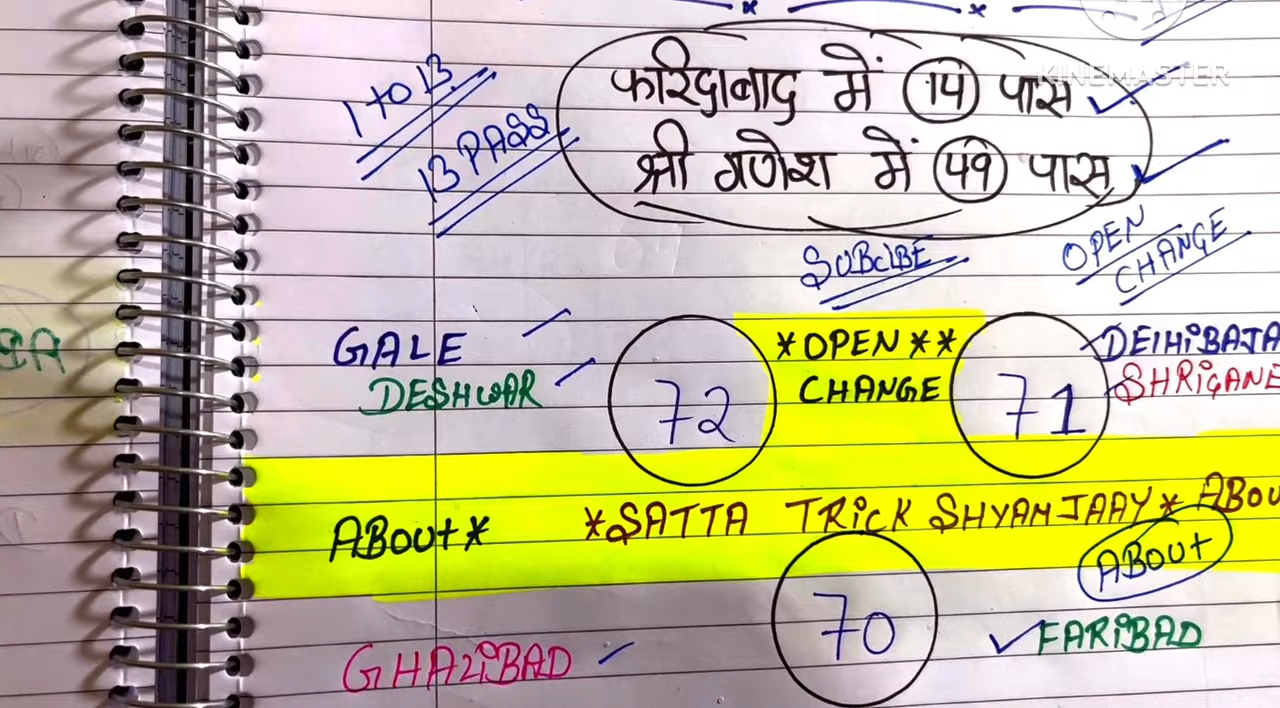 KINEMASTER
फरिदाबाद में 14 पास
श्री गणेश में 49 पास
1 to 13
13 PASS
SUBCIBE
OPEN
CHANGE
GALE
DESHWAR
72
*OPEN**
CHANGE
71
DElHiBAJA
SHRiGANE
ABOUt*
*SATTA TRiCK SHYAMJAAY* ABOU
ABOUt
70
GHAZiBAD
FARiBAD